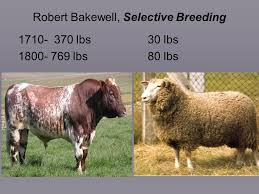 Robert Bakewell, Selective Breeding
1710- 370 lbs 30 lbs
1800- 769 lbs 80 lbs